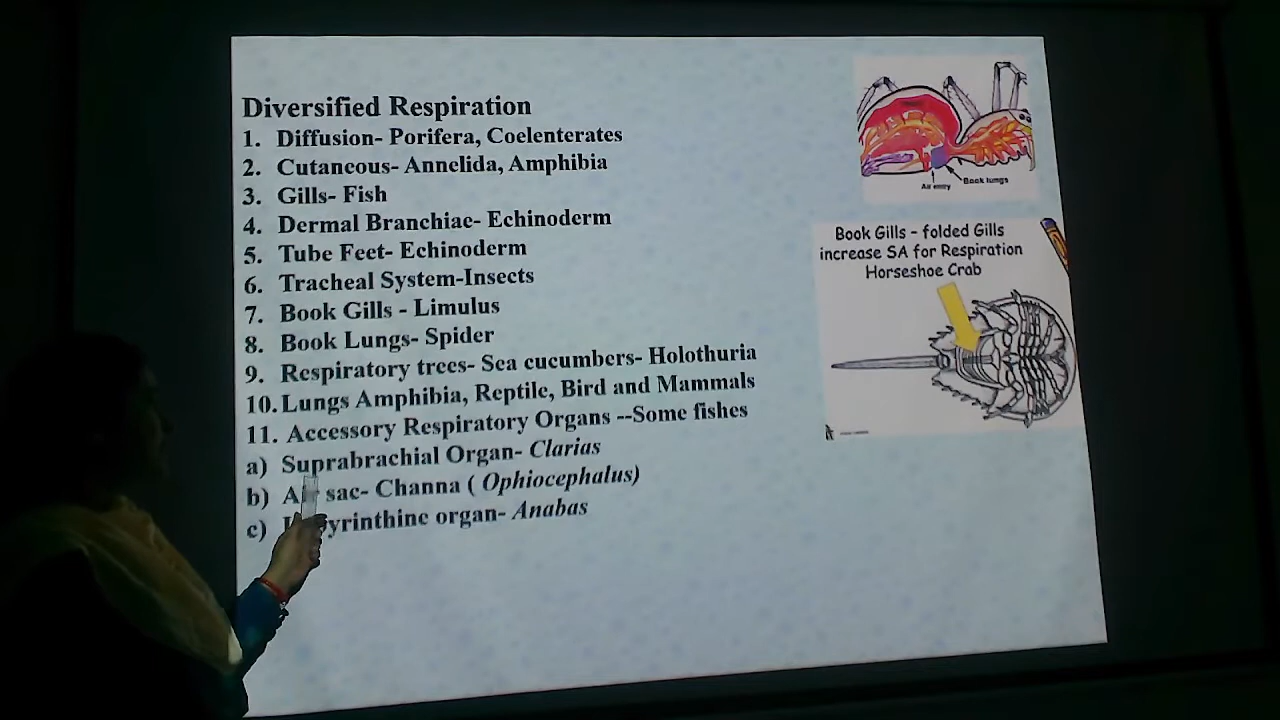 Diversified Respiration
1. Diffusion- Porifera, Coelenterates
2. Cutaneous- Annelida, Amphibia
3. Gills- Fish
4. Dermal Branchiae- Echinoderm
5. Tube Feet- Echinoderm
6. Tracheal System-Insects
7. Book Gills - Limulus
8. Book Lungs- Spider
9. Respiratory trees- Sea cucumbers- Holothuria
10. Lungs Amphibia, Reptile, Bird and Mammals
11. Accessory Respiratory Organs --Some fishes
a) Suprabrachial Organ- Clarias
b) sac- Channa ( Ophiocephalus)
c) organ- Anabas
Air entry
Book lungs
Book Gills - folded Gills
increase SA for Respiration
Horseshoe Crab